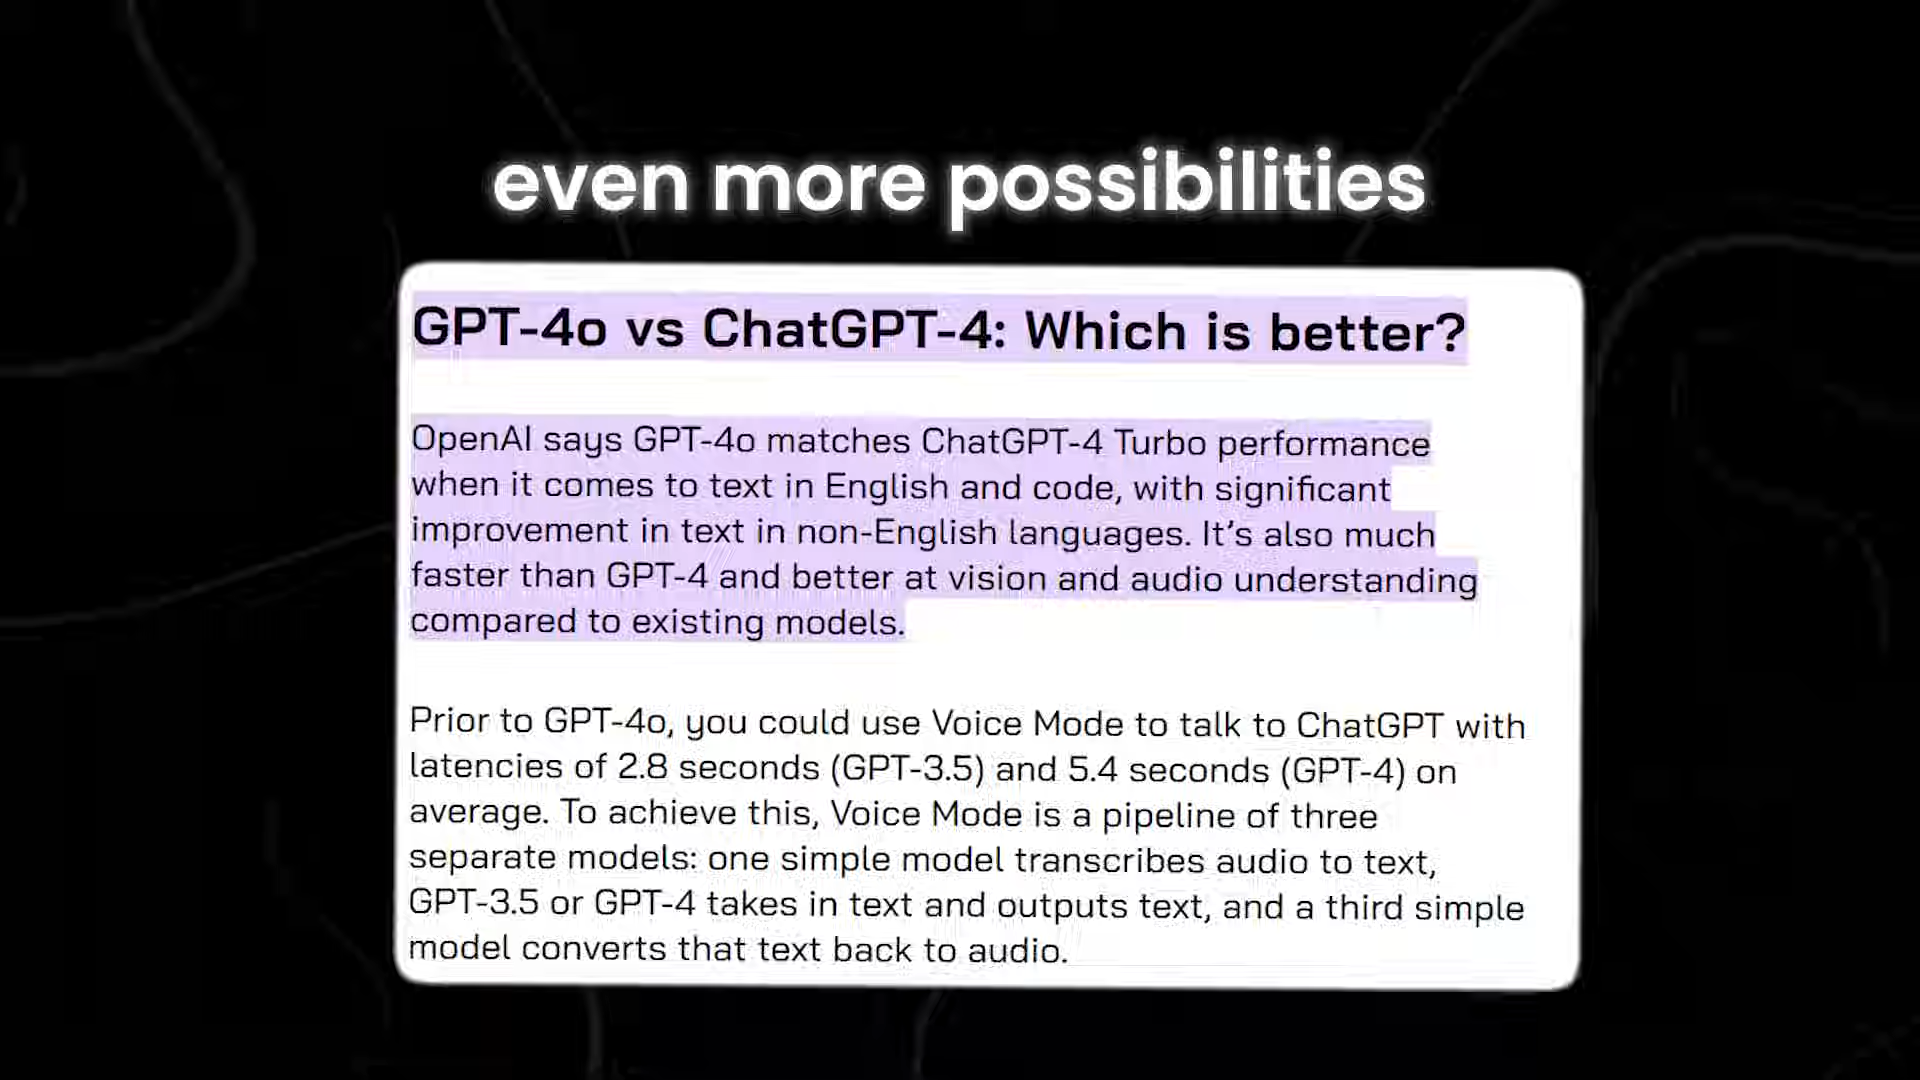 even more possibilities
GPT-4o vs ChatGPT-4: Which is better?
OpenAI says GPT-4o matches ChatGPT-4 Turbo performance
when it comes to text in English and code, with significant
improvement in text in non-English languages. It’s also much
faster than GPT-4 and better at vision and audio understanding
compared to existing models.
Prior to GPT-4o, you could use Voice Mode to talk to ChatGPT with
latencies of 2.8 seconds (GPT-3.5) and 5.4 seconds (GPT-4) on
average. To achieve this, Voice Mode is a pipeline of three
separate models: one simple model transcribes audio to text,
GPT-3.5 or GPT-4 takes in text and outputs text, and a third simple
model converts that text back to audio.